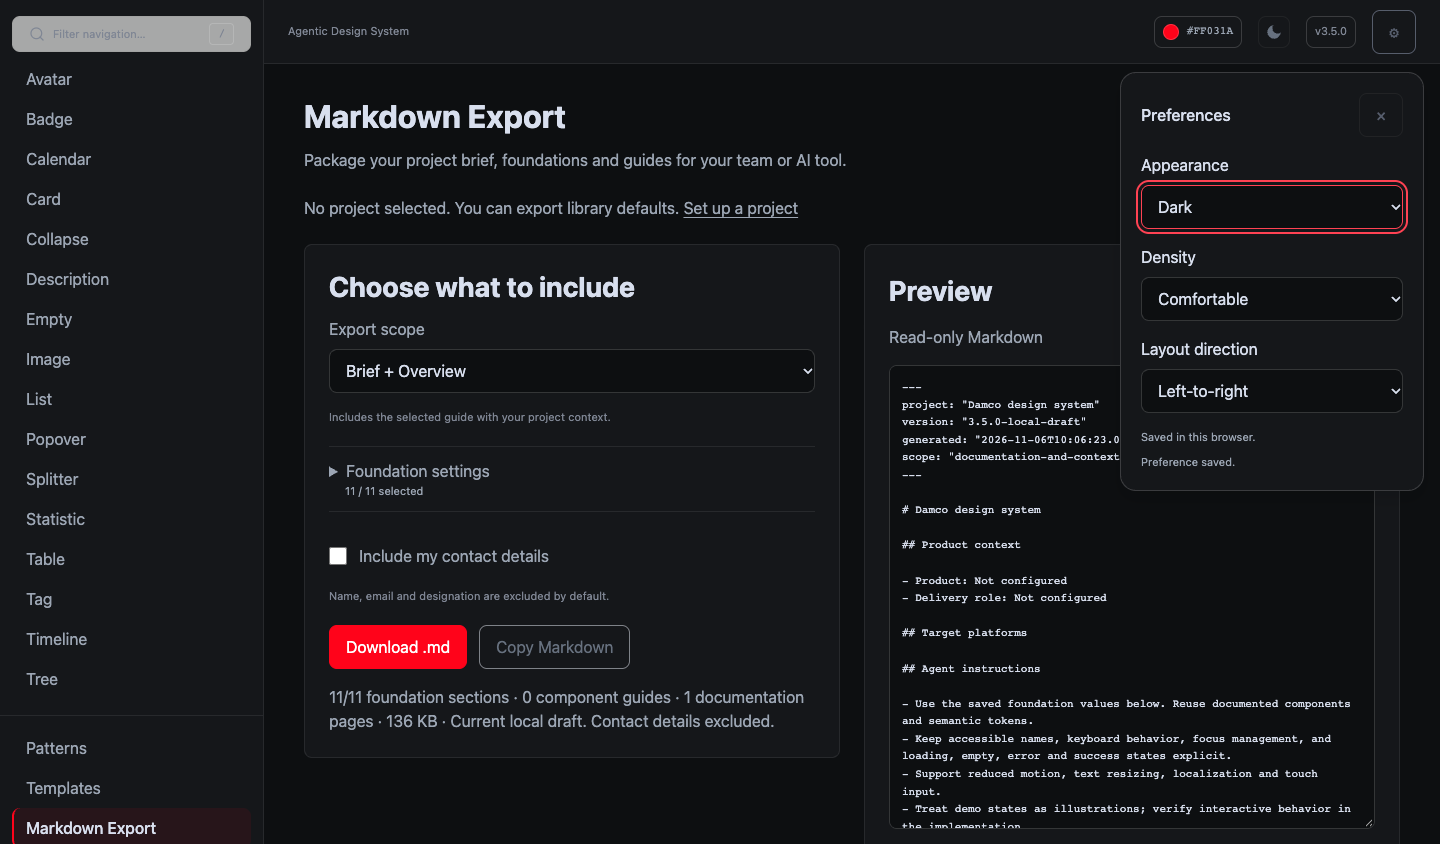 Filter navigation...
/
Avatar
Badge
Calendar
Card
Collapse
Description
Empty
Image
List
Popover
Splitter
Statistic
Table
Tag
Timeline
Tree
Patterns
Templates
Markdown Export
Agentic Design System
#FF031A
v3.5.0
Markdown Export
Package your project brief, foundations and guides for your team or AI tool.
No project selected. You can export library defaults. Set up a project
Choose what to include
Export scope
Brief + Overview
Includes the selected guide with your project context.
Foundation settings
11 / 11 selected
Include my contact details
Name, email and designation are excluded by default.
Download .md
Copy Markdown
11/11 foundation sections · 0 component guides · 1 documentation
pages · 136 KB · Current local draft. Contact details excluded.
Preview
Read-only Markdown
---
project: "Damco design system"
version: "3.5.0-local-draft"
generated: "2026-11-06T10:06:23.0
scope: "documentation-and-context
---
# Damco design system
## Product context
- Product: Not configured
- Delivery role: Not configured
## Target platforms
## Agent instructions
- Use the saved foundation values below. Reuse documented components
and semantic tokens.
- Keep accessible names, keyboard behavior, focus management, and
loading, empty, error and success states explicit.
- Support reduced motion, text resizing, localization and touch
input.
- Treat demo states as illustrations; verify interactive behavior in
the implementation
Preferences
×
Appearance
Dark
Density
Comfortable
Layout direction
Left-to-right
Saved in this browser.
Preference saved.